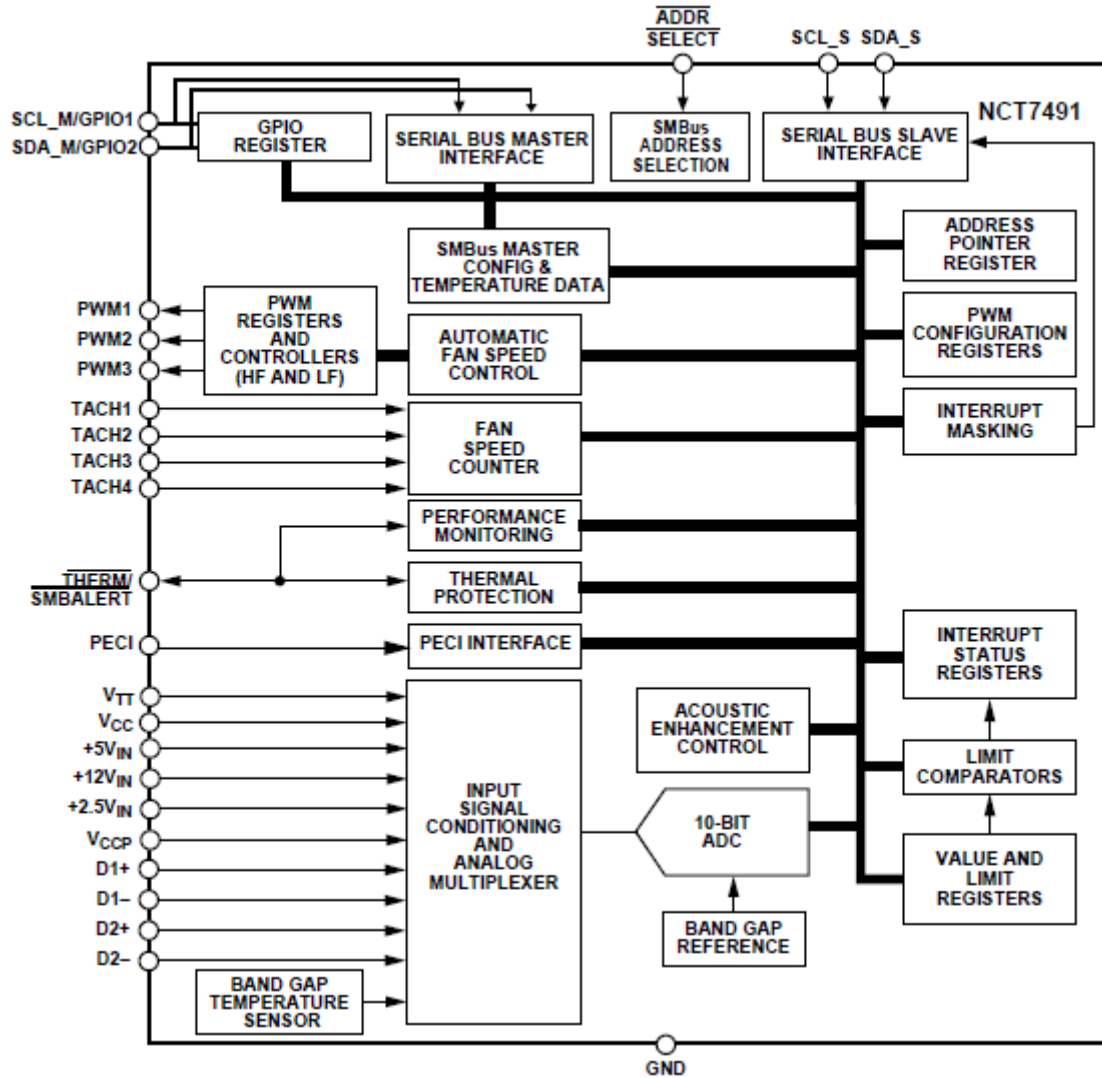 ADDR
SELECT
SCL_S
SDA_S
NCT7491
SCL_M/GPIO1
SDA_M/GPIO2
GPIO
REGISTER
SERIAL BUS MASTER
INTERFACE
SMBus
ADDRESS
SELECTION
SERIAL BUS SLAVE
INTERFACE
SMBus MASTER
CONFIG &
TEMPERATURE DATA
ADDRESS
POINTER
REGISTER
PWM1
PWM2
PWM3
PWM
REGISTERS
AND
CONTROLLERS
(HF AND LF)
AUTOMATIC
FAN SPEED
CONTROL
PWM
CONFIGURATION
REGISTERS
TACH1
TACH2
TACH3
TACH4
FAN
SPEED
COUNTER
INTERRUPT
MASKING
PERFORMANCE
MONITORING
THERM/
SMBALERT
THERMAL
PROTECTION
PECI
PECI INTERFACE
INTERRUPT
STATUS
REGISTERS
VTT
VCC
+5VIN
+12VIN
+2.5VIN
VCCP
D1+
D1–
D2+
D2–
INPUT
SIGNAL
CONDITIONING
AND
ANALOG
MULTIPLEXER
ACOUSTIC
ENHANCEMENT
CONTROL
LIMIT
COMPARATORS
10-BIT
ADC
VALUE AND
LIMIT
REGISTERS
BAND GAP
REFERENCE
BAND GAP
TEMPERATURE
SENSOR
GND